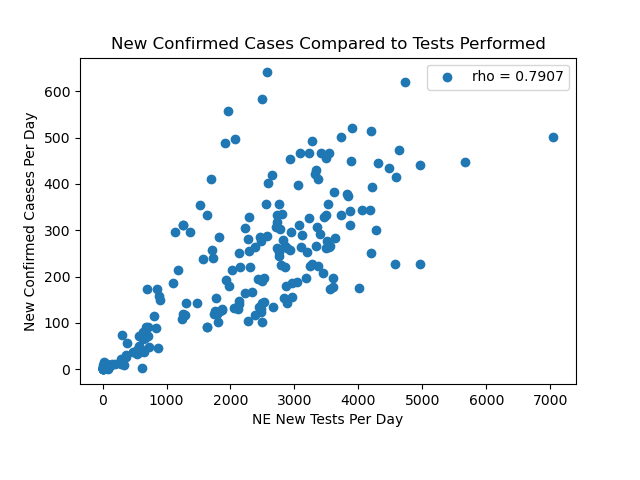 New Confirmed Cases Compared to Tests Performed
rho = 0.7907
New Confirmed Caeses Per Day
600
500
400
300
200
100
0
0 1000 2000 3000 4000 5000 6000 7000
NE New Tests Per Day